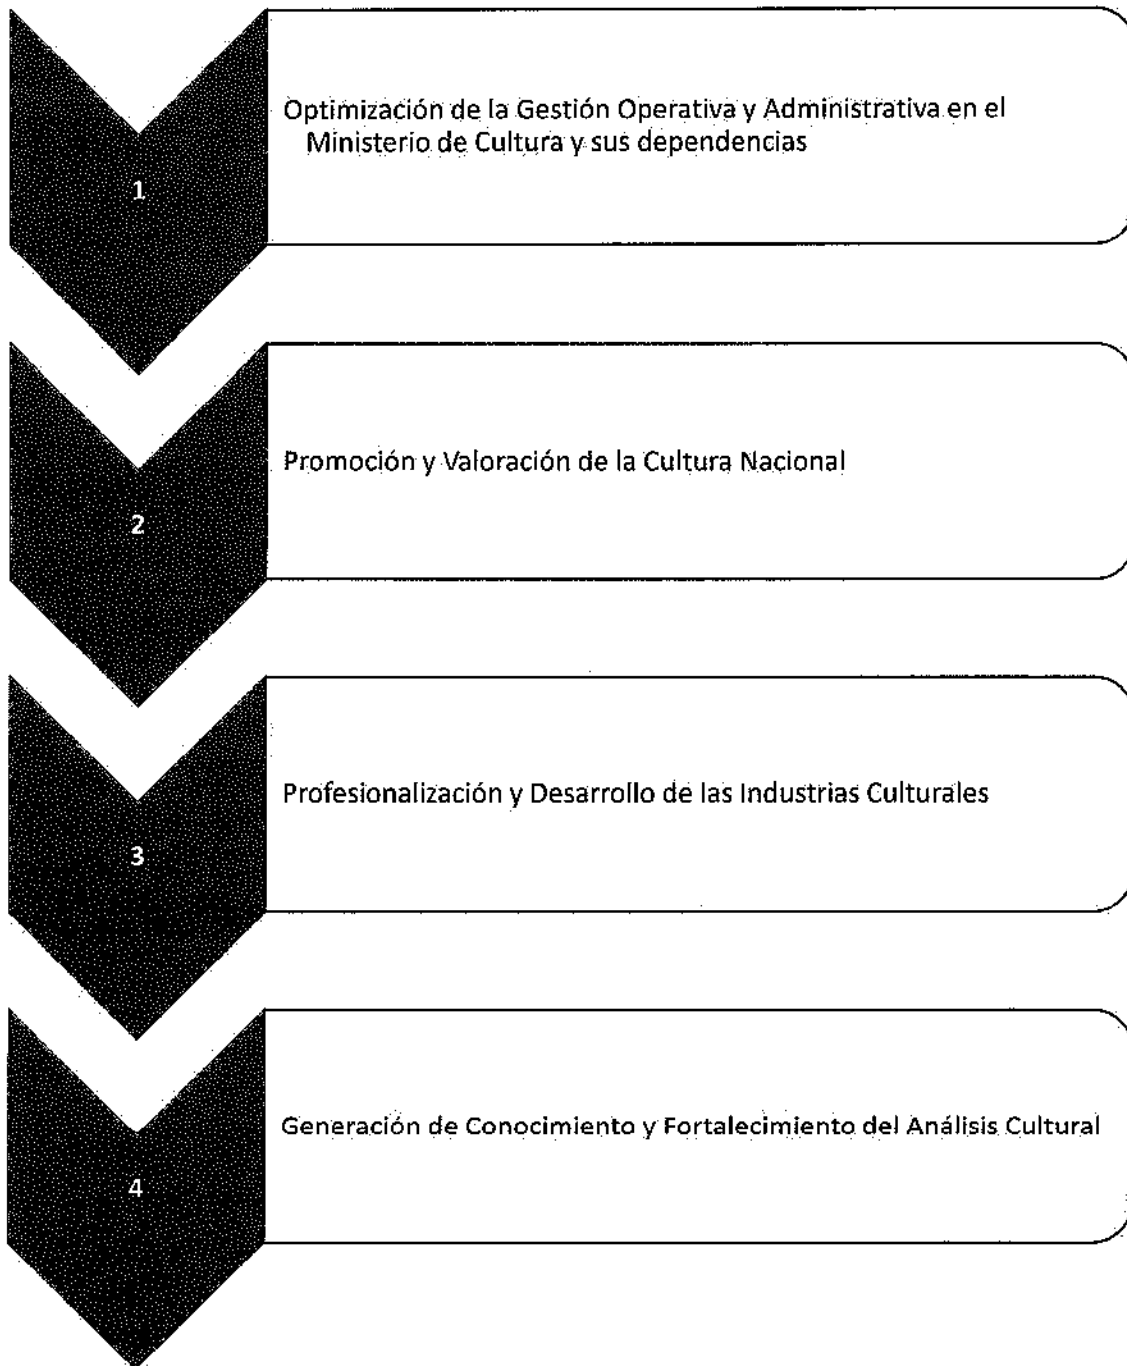 1
Optimización de la Gestión Operativa y Administrativa en el
Ministerio de Cultura y sus dependencias
2
Promoción y Valoración de la Cultura Nacional
3
Profesionalización y Desarrollo de las Industrias Culturales
4
Generación de Conocimiento y Fortalecimiento del Análisis Cultural